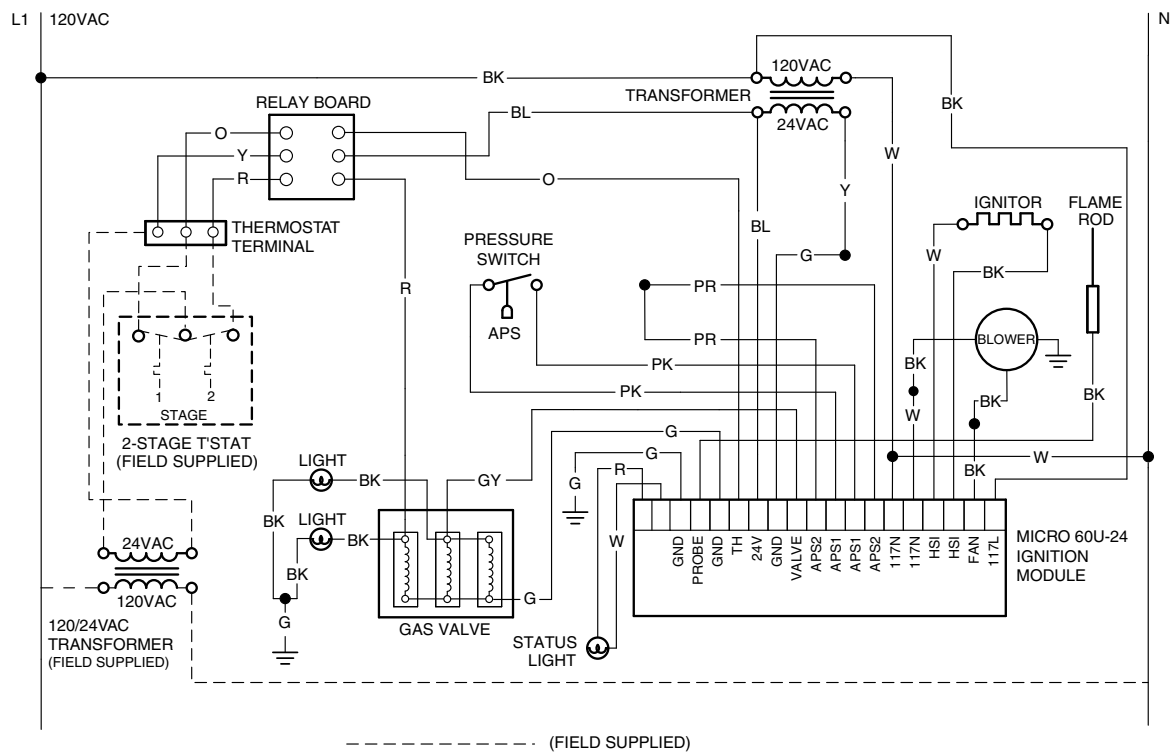 L1 120VAC N
120VAC
BK
TRANSFORMER
24VAC
BK
RELAY BOARD
BL
O
Y
R
W
O
Y
IGNITOR
FLAME
ROD
THERMOSTAT
TERMINAL
BL
PRESSURE
SWITCH
W
G
BK
R
PR
APS
BLOWER
PR
BK
PK
1 2
STAGE
PK
BK
BK
W
2-STAGE T'STAT
(FIELD SUPPLIED)
G
G
W
LIGHT
R
BK
BK
GY
G
W
LIGHT
BK
BK
BK
GND
PROBE
GND
TH
24V
GND
VALVE
APS2
APS1
APS1
APS2
117N
117N
HSI
HSI
FAN
117L
MICRO 60U-24
IGNITION
MODULE
24VAC
120VAC
G
G
GAS VALVE
120/24VAC
TRANSFORMER
(FIELD SUPPLIED)
STATUS
LIGHT
(FIELD SUPPLIED)